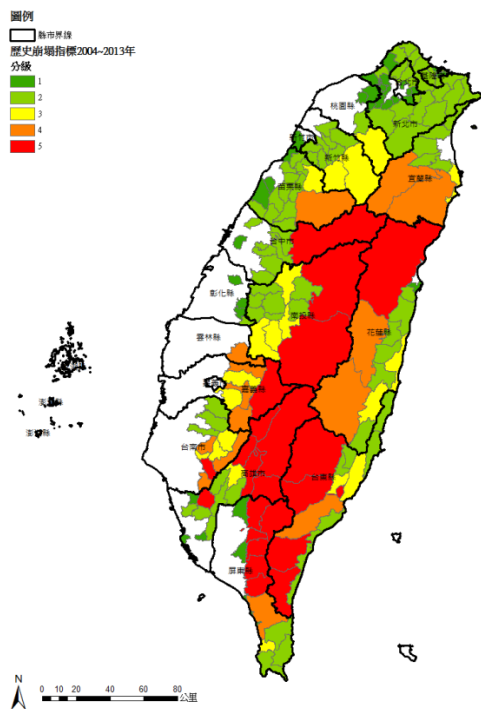 圖例
縣市界線
歷史崩塌指標2004~2013年
分級
1
2
3
4
5
桃園縣
新北市
宜蘭縣
苗栗縣
台中市
彰化縣
南投縣
花蓮縣
雲林縣
嘉義縣
台南市
高雄市
台東縣
屏東縣
N
0 10 20 40 60 80
公里